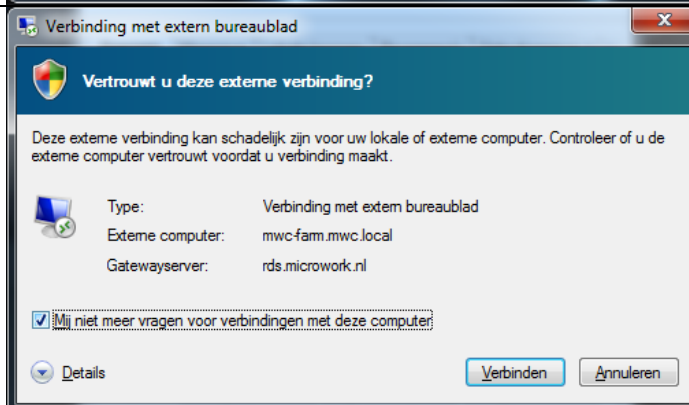 Verbinding met extern bureaublad
Vertrouwt u deze externe verbinding?
Deze externe verbinding kan schadelijk zijn voor uw lokale of externe computer. Controleer of u de
externe computer vertrouwt voordat u verbinding maakt.
Type: Verbinding met extern bureaublad
Externe computer: mwc-farm.mwc.local
Gatewayserver: rds.microwork.nl
Mij niet meer vragen voor verbindingen met deze computer
Details Verbinden Annuleren